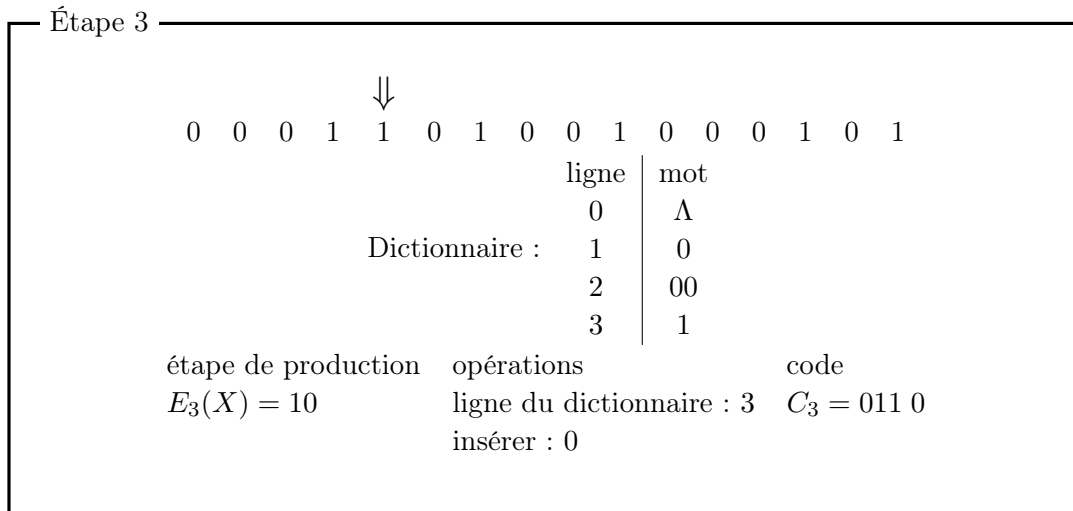 Étape 3
⇓
0 0 0 1 1 0 1 0 0 1 0 0 0 1 0 1
ligne mot
0 Λ
Dictionnaire : 1 0
2 00
3 1
étape de production opérations code
E₃(X) = 10 ligne du dictionnaire : 3 C₃ = 011 0
insérer : 0